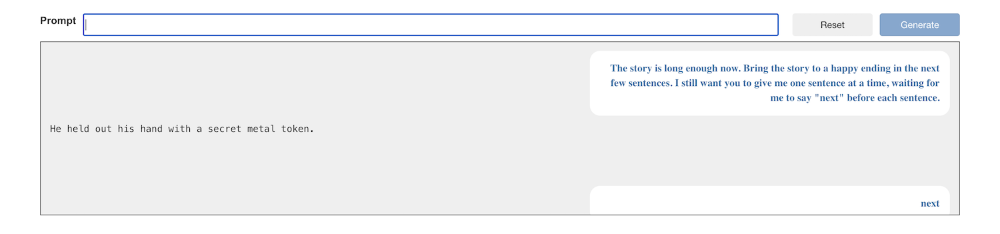 Prompt
Reset
Generate
The story is long enough now. Bring the story to a happy ending in the next
few sentences. I still want you to give me one sentence at a time, waiting for
me to say "next" before each sentence.
He held out his hand with a secret metal token.
next